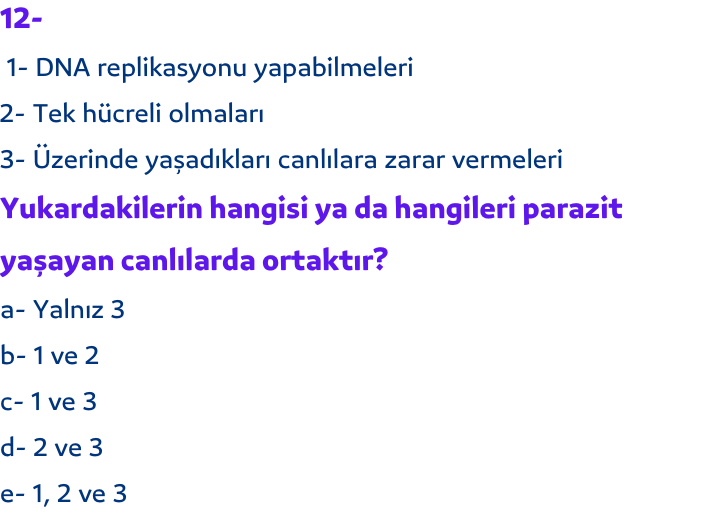 12-
1- DNA replikasyonu yapabilmeleri
2- Tek hücreli olmaları
3- Üzerinde yaşadıkları canlılara zarar vermeleri
Yukardakilerin hangisi ya da hangileri parazit
yaşayan canlılarda ortaktır?
a- Yalnız 3
b- 1 ve 2
c- 1 ve 3
d- 2 ve 3
e- 1, 2 ve 3